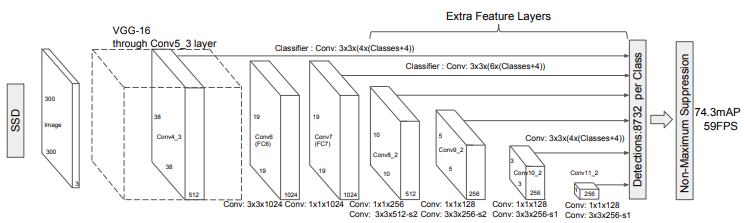 Extra Feature Layers
VGG-16
through Conv5_3 layer
Classifier : Conv: 3x3x(4x(Classes+4))
Classifier : Conv: 3x3x(6x(Classes+4))
Conv: 3x3x(4x(Classes+4))
SSD
300
Image
300
3
38
Conv4_3
38
512
19
Conv6
(FC6)
19
1024
19
Conv7
(FC7)
19
1024
10
Conv8_2
10
512
5
Conv9_2
5
256
3
Conv10_2
3
256
Conv11_2
1
256
Detections:8732 per Class
Non-Maximum Suppression
74.3mAP
59FPS
Conv: 3x3x1024
Conv: 1x1x1024
Conv: 1x1x256
Conv: 3x3x512-s2
Conv: 1x1x128
Conv: 3x3x256-s2
Conv: 1x1x128
Conv: 3x3x256-s1
Conv: 1x1x128
Conv: 3x3x256-s1